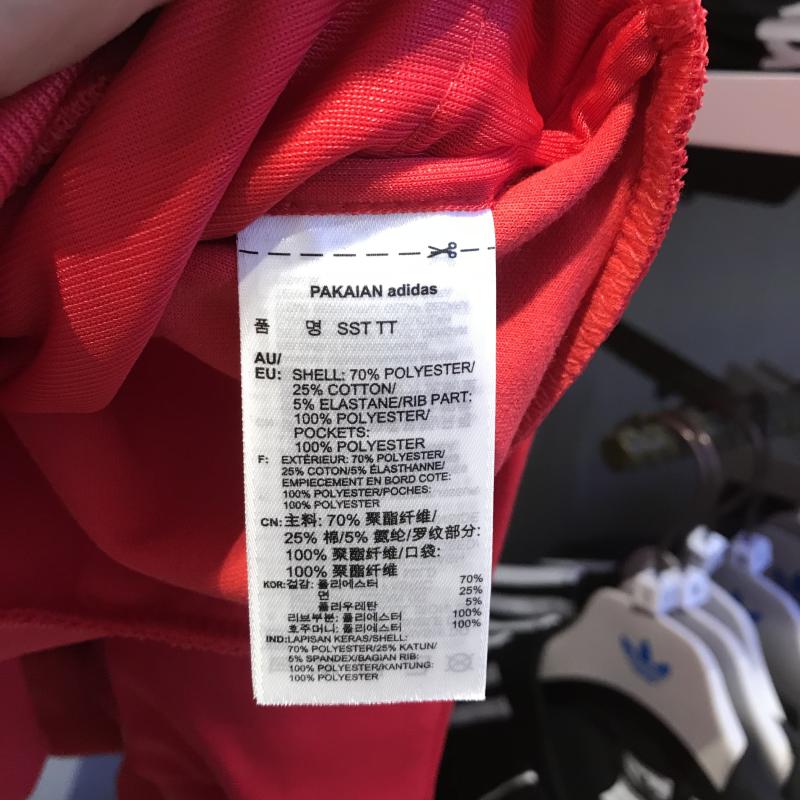 PAKAIAN adidas
품 명 SST TT
AU/
EU: SHELL: 70% POLYESTER/
25% COTTON/
5% ELASTANE/RIB PART:
100% POLYESTER/
POCKETS:
100% POLYESTER
F: EXTÉRIEUR: 70% POLYESTER/
25% COTON/5% ÉLASTHANNE/
EMPIECEMENT EN BORD COTE:
100% POLYESTER/POCHES:
100% POLYESTER
CN: 主料: 70% 聚酯纤维/
25% 棉/5% 氨纶/罗纹部分:
100% 聚酯纤维/口袋:
100% 聚酯纤维
KOR: 겉감: 폴리에스터 70%
면 25%
폴리우레탄 5%
리브부분: 폴리에스터 100%
호주머니: 폴리에스터 100%
IND: LAPISAN KERAS/SHELL:
70% POLYESTER/25% KATUN/
5% SPANDEX/BAGIAN RIB:
100% POLYESTER/KANTUNG:
100% POLYESTER